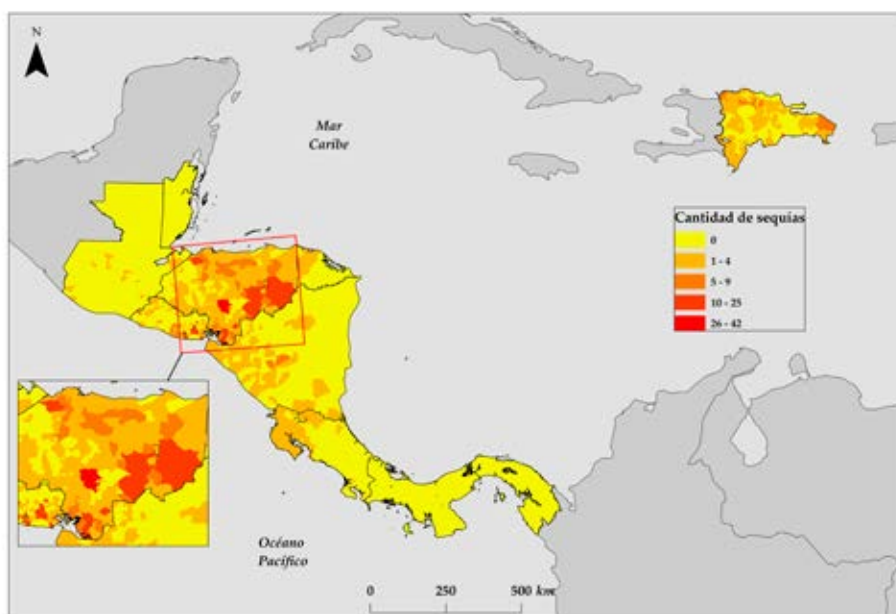 N
Mar
Caribe
Cantidad de sequías
0
1 - 4
5 - 9
10 - 25
26 - 42
Océano
Pacífico
0 250 500 km